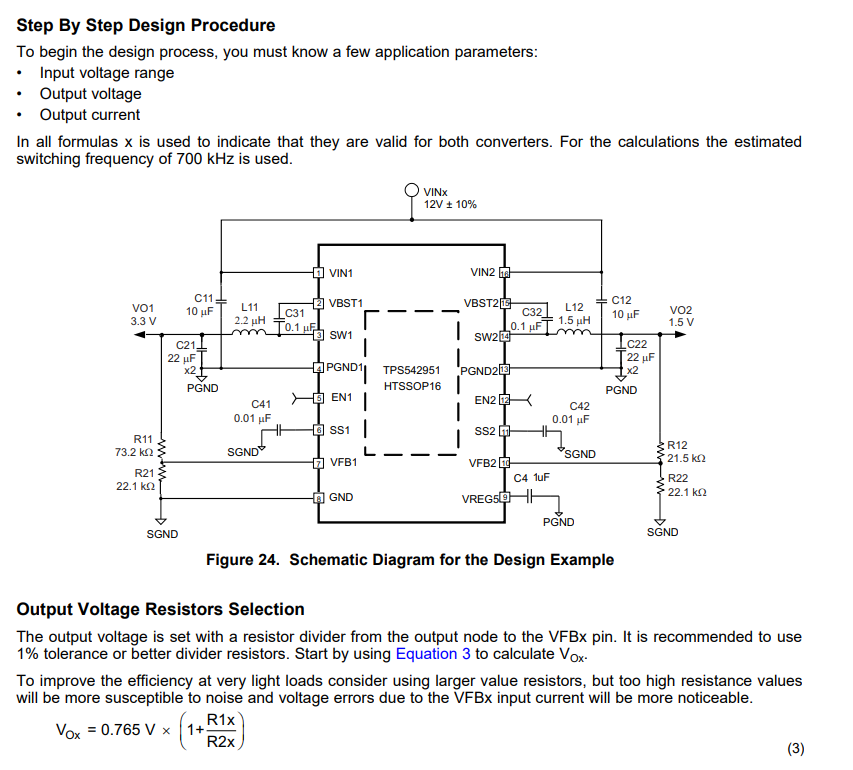 Step By Step Design Procedure
To begin the design process, you must know a few application parameters:
• Input voltage range
• Output voltage
• Output current
In all formulas x is used to indicate that they are valid for both converters. For the calculations the estimated
switching frequency of 700 kHz is used.
VINx
12V ± 10%
VO1
3.3 V
C11
10 µF
L11
2.2 µH
C31
0.1 µF
C21
22 µF
x2
PGND
C41
0.01 µF
SGND
R11
73.2 kΩ
R21
22.1 kΩ
SGND
1 VIN1
2 VBST1
3 SW1
4 PGND1
5 EN1
6 SS1
7 VFB1
8 GND
TPS542951
HTSSOP16
VIN2 16
VBST2 15
SW2 14
PGND2 13
EN2 12
SS2 11
VFB2 10
VREG5 9
C32
0.1 µF
L12
1.5 µH
C12
10 µF
VO2
1.5 V
C22
22 µF
x2
PGND
C42
0.01 µF
SGND
C4 1uF
PGND
R12
21.5 kΩ
R22
22.1 kΩ
SGND
Figure 24. Schematic Diagram for the Design Example
Output Voltage Resistors Selection
The output voltage is set with a resistor divider from the output node to the VFBx pin. It is recommended to use
1% tolerance or better divider resistors. Start by using Equation 3 to calculate VOx.
To improve the efficiency at very light loads consider using larger value resistors, but too high resistance values
will be more susceptible to noise and voltage errors due to the VFBx input current will be more noticeable.
VOx = 0.765 V × (1+ R1x/R2x)
(3)